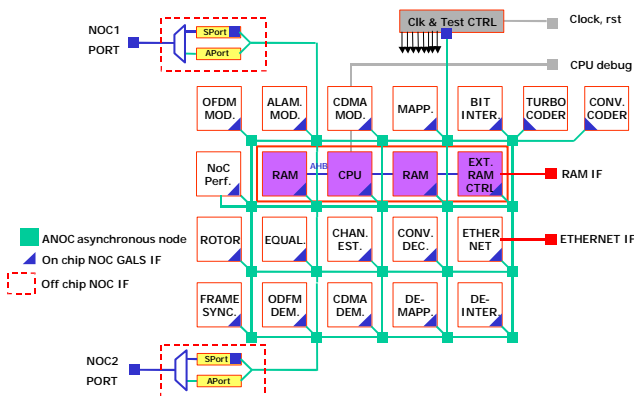 NOC1
PORT
SPort
APort
Clk & Test CTRL
Clock, rst
CPU debug
OFDM
MOD.
ALAM.
MOD.
CDMA
MOD.
MAPP.
BIT
INTER.
TURBO
CODER
CONV.
CODER
NoC
Perf.
RAM
AHB
CPU
RAM
EXT.
RAM
CTRL
RAM IF
ROTOR
EQUAL.
CHAN.
EST.
CONV.
DEC.
ETHER
NET
ETHERNET IF
ANOC asynchronous node
On chip NOC GALS IF
Off chip NOC IF
FRAME
SYNC.
ODFM
DEM.
CDMA
DEM.
DE-
MAPP.
DE-
INTER.
NOC2
PORT
SPort
APort